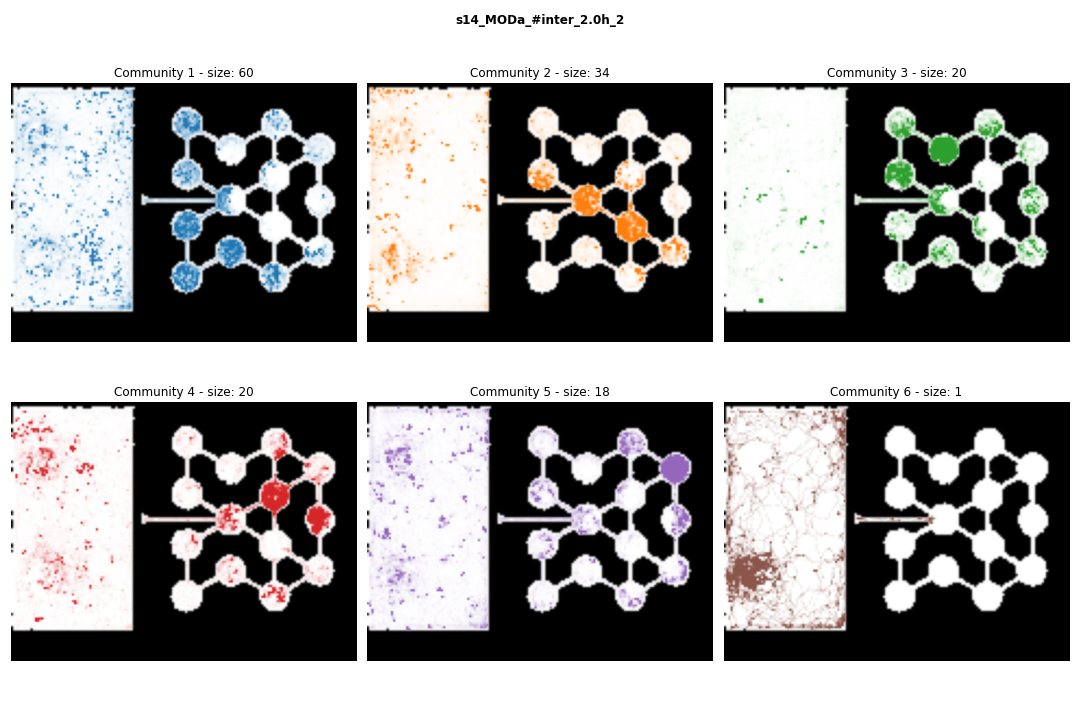 s14_MODa_#inter_2.0h_2
Community 1 - size: 60
Community 2 - size: 34
Community 3 - size: 20
Community 4 - size: 20
Community 5 - size: 18
Community 6 - size: 1